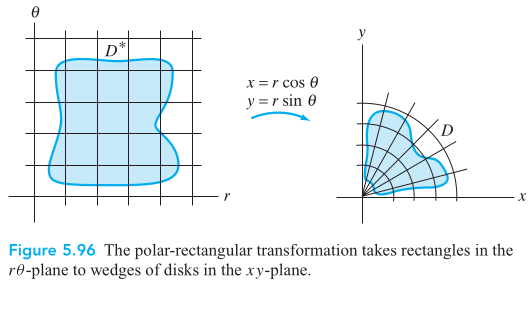 θ
D*
r
x = r cos θ
y = r sin θ
y
D
x
Figure 5.96 The polar-rectangular transformation takes rectangles in the
rθ-plane to wedges of disks in the xy-plane.